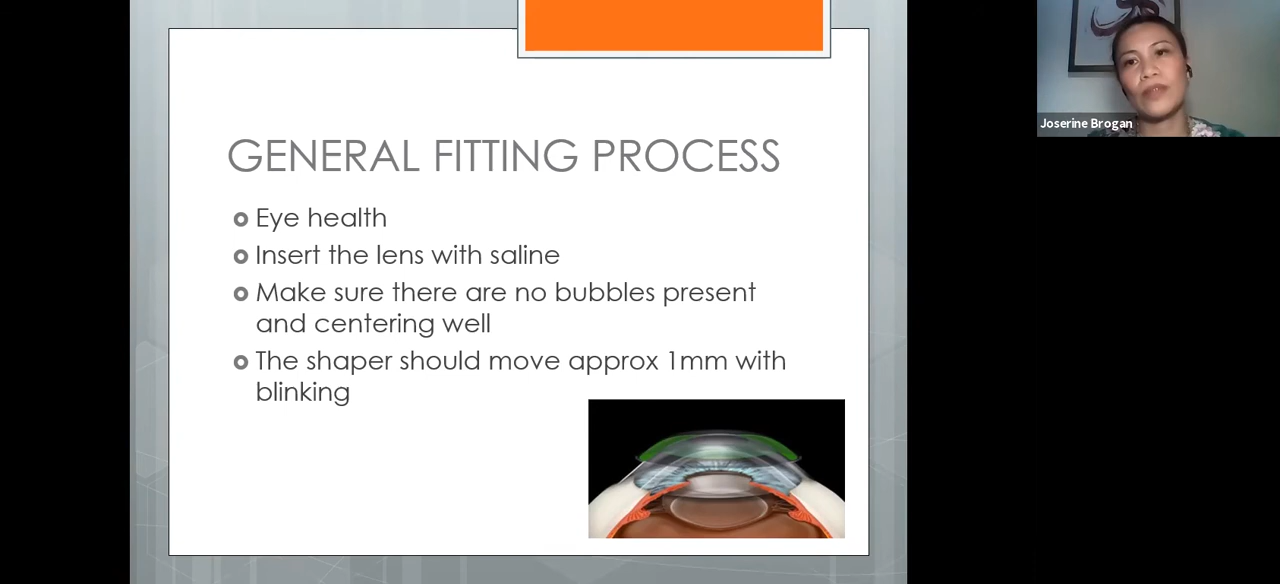 GENERAL FITTING PROCESS
Eye health
Insert the lens with saline
Make sure there are no bubbles present
and centering well
The shaper should move approx 1mm with
blinking
Joserine Brogan